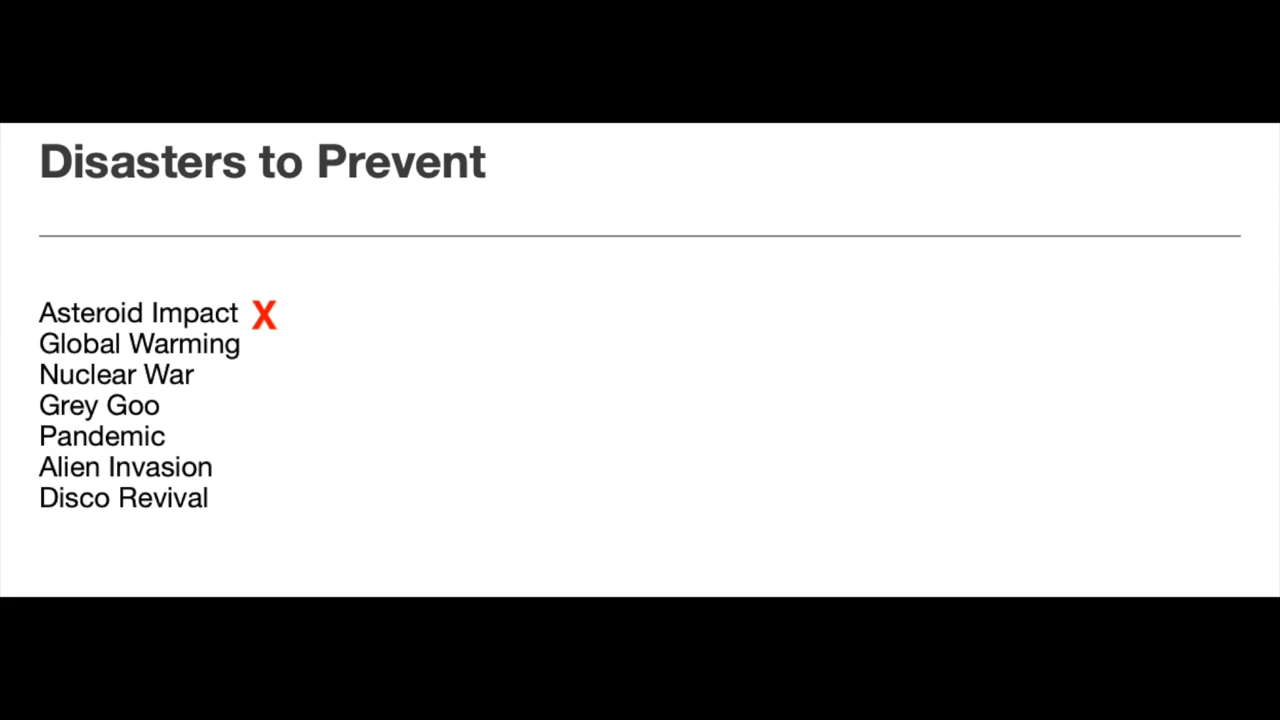 Disasters to Prevent
Asteroid Impact X
Global Warming
Nuclear War
Grey Goo
Pandemic
Alien Invasion
Disco Revival